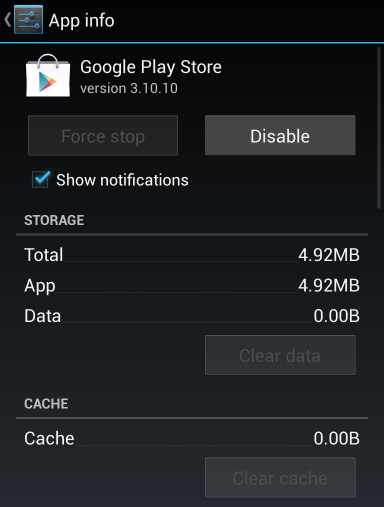 App info
Google Play Store
version 3.10.10
Force stop
Disable
Show notifications
STORAGE
Total 4.92MB
App 4.92MB
Data 0.00B
Clear data
CACHE
Cache 0.00B
Clear cache